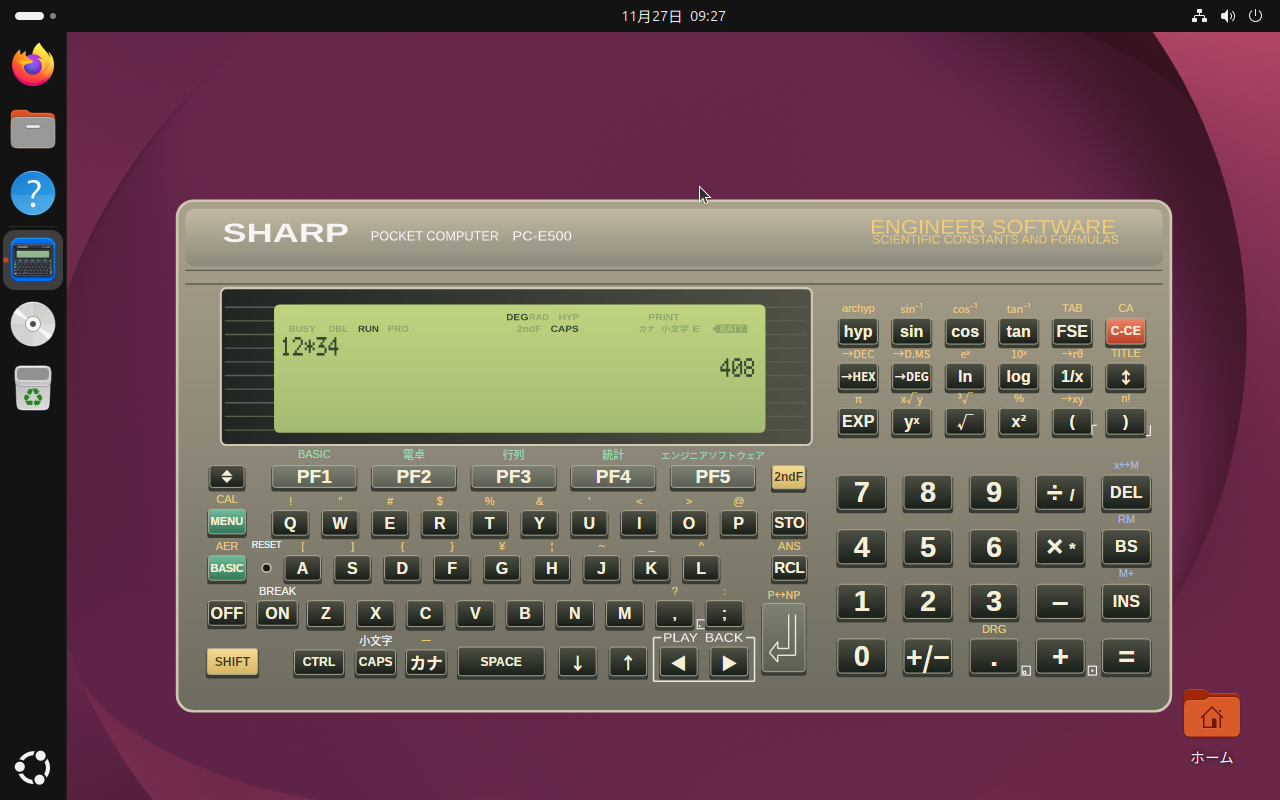 11月27日 09:27
SHARP POCKET COMPUTER PC-E500
ENGINEER SOFTWARE
SCIENTIFIC CONSTANTS AND FORMULAS
DEG RAD HYP PRINT
BUSY DBL RUN PRO 2ndF CAPS カナ 小文字 E BATT
12*34
408
archyp sin⁻¹ cos⁻¹ tan⁻¹ TAB CA
hyp sin cos tan FSE C-CE
→DEC →D.MS eˣ 10ˣ →rθ TITLE
→HEX →DEG ln log 1/x ↕
π x√y ³√ % →xy n!
EXP yˣ √ x² ( )
BASIC 電卓 行列 統計 エンジニアソフトウェア
PF1 PF2 PF3 PF4 PF5 2ndF
CAL ! " # $ % & ' < > @
MENU Q W E R T Y U I O P STO
AER RESET [ ] { } ¥ ¦ ~ _ ^ ANS
BASIC A S D F G H J K L RCL
BREAK ? : P↔NP
OFF ON Z X C V B N M , ;
小文字 — PLAY BACK
SHIFT CTRL CAPS カナ SPACE ↓ ↑ ◀ ▶
x↔M
7 8 9 ÷ / DEL
RM
4 5 6 × * BS
M+
1 2 3 − INS
DRG
0 +/− . + =
ホーム